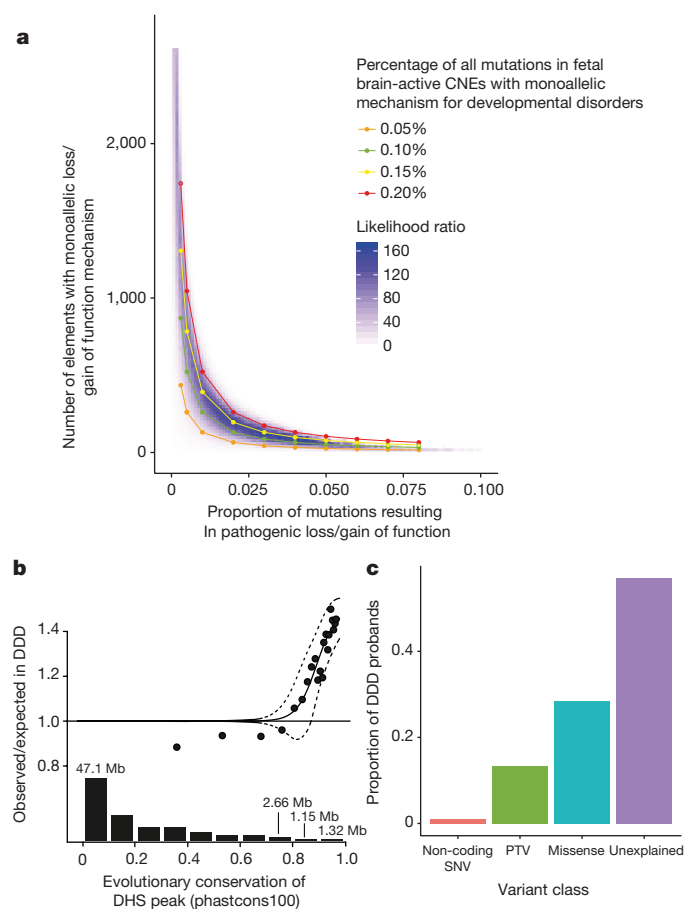 a
Percentage of all mutations in fetal
brain-active CNEs with monoallelic
mechanism for developmental disorders
0.05%
0.10%
0.15%
0.20%
Likelihood ratio
160
120
80
40
0
Number of elements with monoallelic loss/
gain of function mechanism
2,000
1,000
0
0
0.025
0.050
0.075
0.100
Proportion of mutations resulting
In pathogenic loss/gain of function
b
Observed/expected in DDD
1.4
1.2
1.0
0.8
47.1 Mb
2.66 Mb
1.15 Mb
1.32 Mb
0
0.2
0.4
0.6
0.8
1.0
Evolutionary conservation of
DHS peak (phastcons100)
c
Proportion of DDD probands
0.4
0.2
0
Non-coding
SNV
PTV
Missense
Unexplained
Variant class